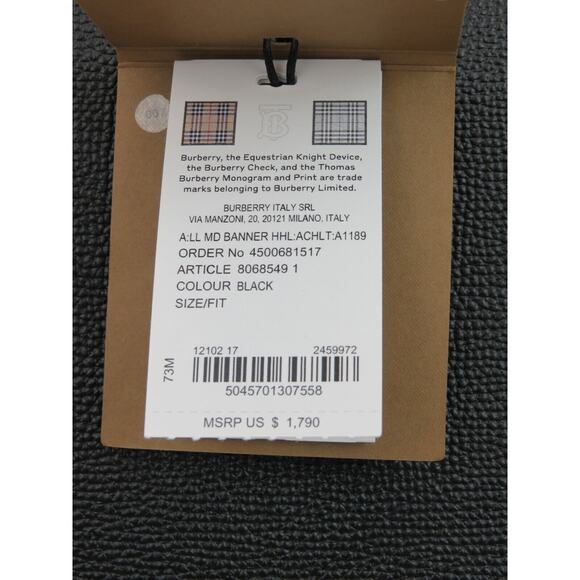 007
TB
Burberry, the Equestrian Knight Device,
the Burberry Check, and the Thomas
Burberry Monogram and Print are trade
marks belonging to Burberry Limited.
BURBERRY ITALY SRL
VIA MANZONI, 20, 20121 MILANO, ITALY
A:LL MD BANNER HHL:ACHLT:A1189
ORDER No 4500681517
ARTICLE 8068549 1
COLOUR BLACK
SIZE/FIT
73M
12102 17 2459972
5045701307558
MSRP US $ 1,790